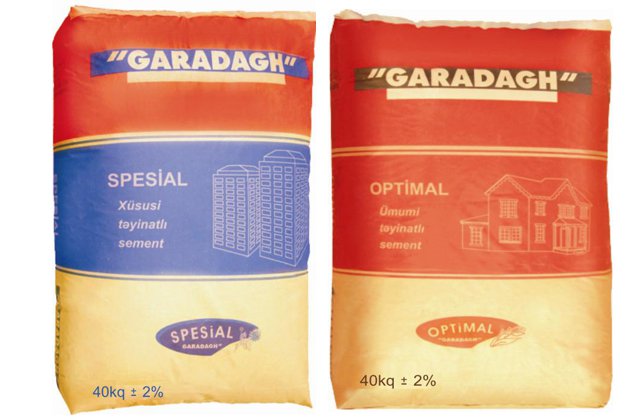 "GARADAGH"
SPESİAL
Xüsusi
təyinatlı
sement
SPESİAL
"GARADAGH"
40kq ± 2%
"GARADAGH"
OPTİMAL
Ümumi
təyinatlı
sement
OPTİMAL
"GARADAGH"
40kq ± 2%